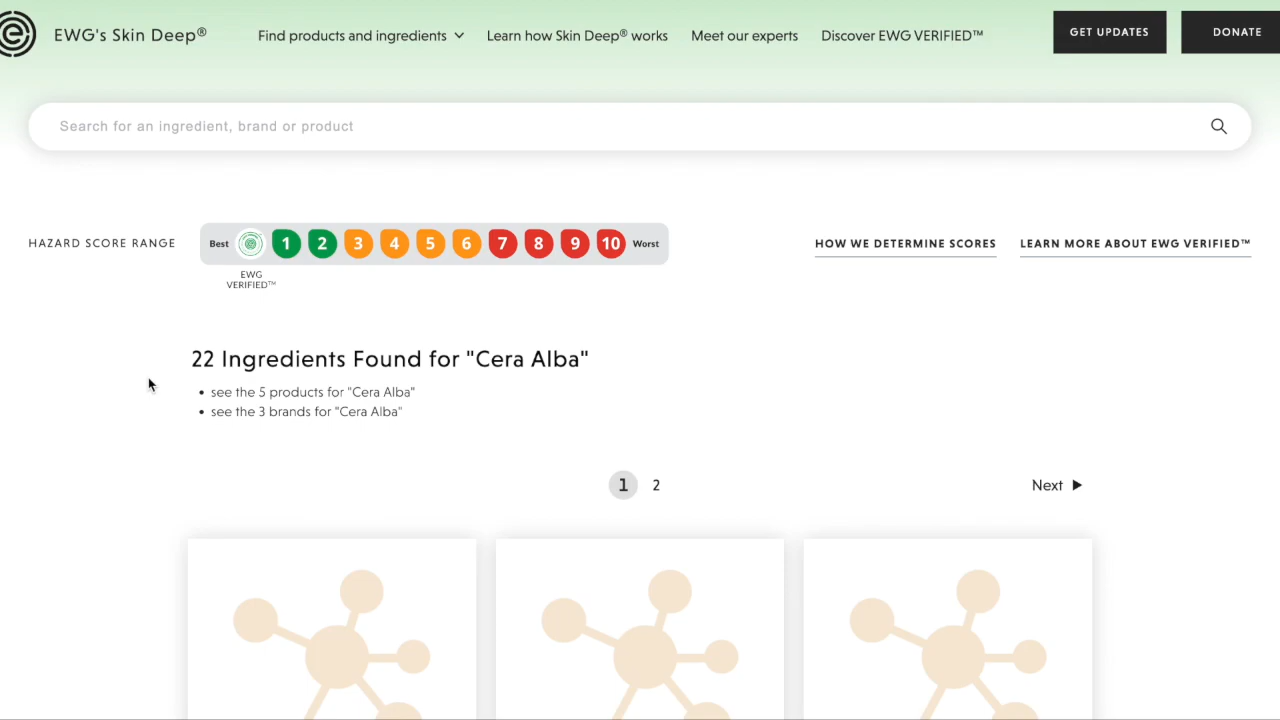 EWG's Skin Deep®
Find products and ingredients
Learn how Skin Deep® works
Meet our experts
Discover EWG VERIFIED™
GET UPDATES
DONATE
Search for an ingredient, brand or product
HAZARD SCORE RANGE
Best 1 2 3 4 5 6 7 8 9 10 Worst
EWG
VERIFIED™
HOW WE DETERMINE SCORES
LEARN MORE ABOUT EWG VERIFIED™
22 Ingredients Found for "Cera Alba"
• see the 5 products for "Cera Alba"
• see the 3 brands for "Cera Alba"
1 2
Next